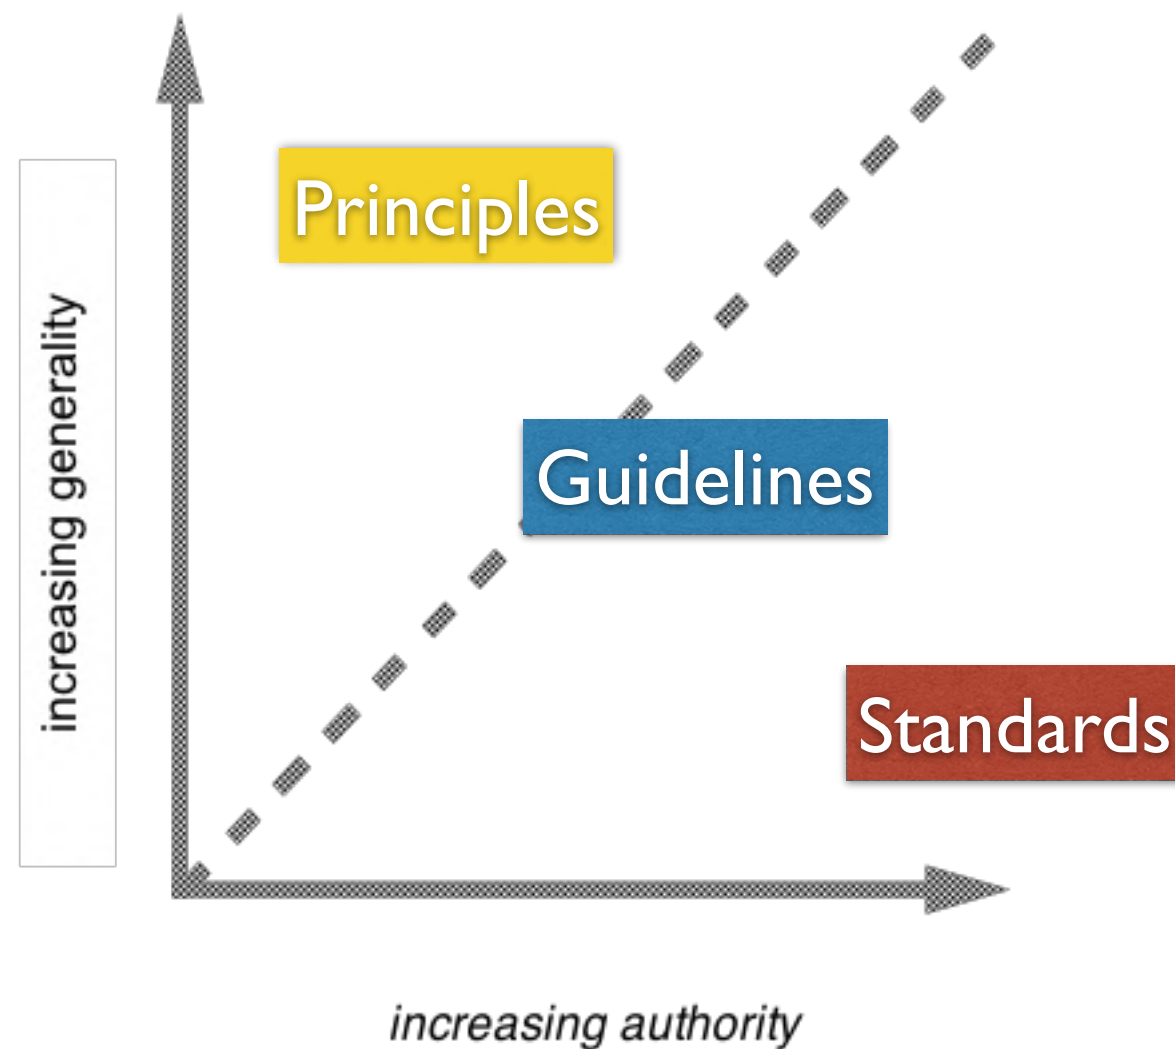 Principles
increasing generality
Guidelines
Standards
increasing authority